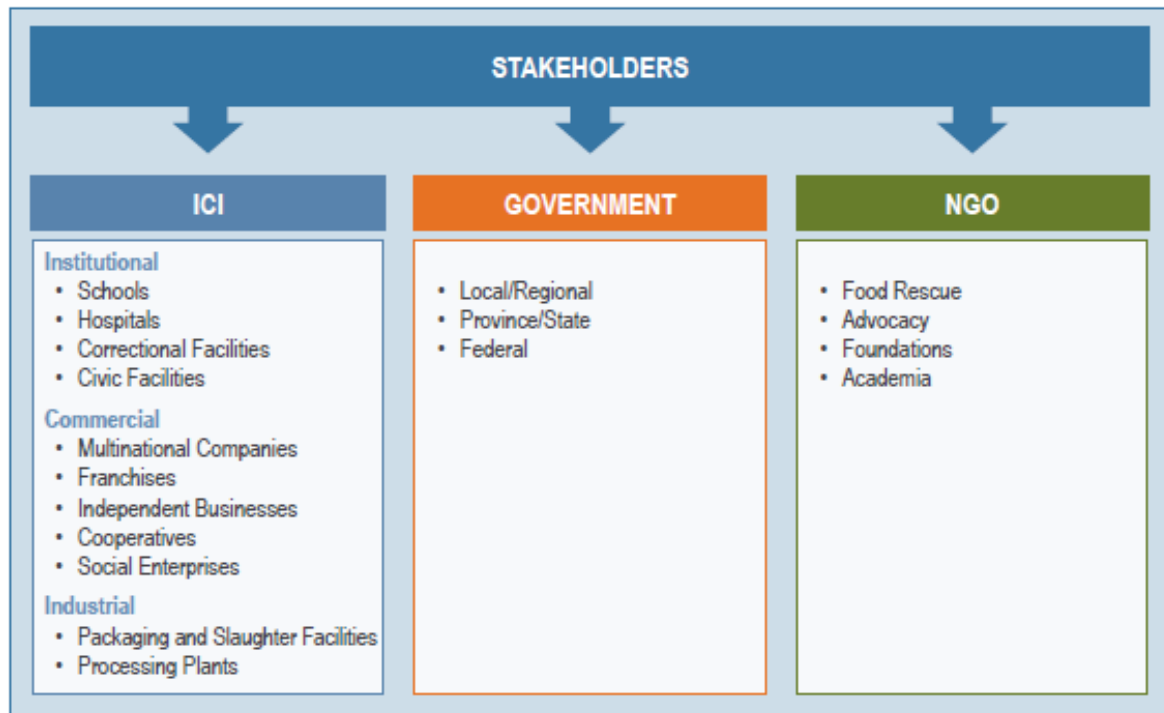 STAKEHOLDERS
ICI
Institutional
• Schools
• Hospitals
• Correctional Facilities
• Civic Facilities
Commercial
• Multinational Companies
• Franchises
• Independent Businesses
• Cooperatives
• Social Enterprises
Industrial
• Packaging and Slaughter Facilities
• Processing Plants
GOVERNMENT
• Local/Regional
• Province/State
• Federal
NGO
• Food Rescue
• Advocacy
• Foundations
• Academia